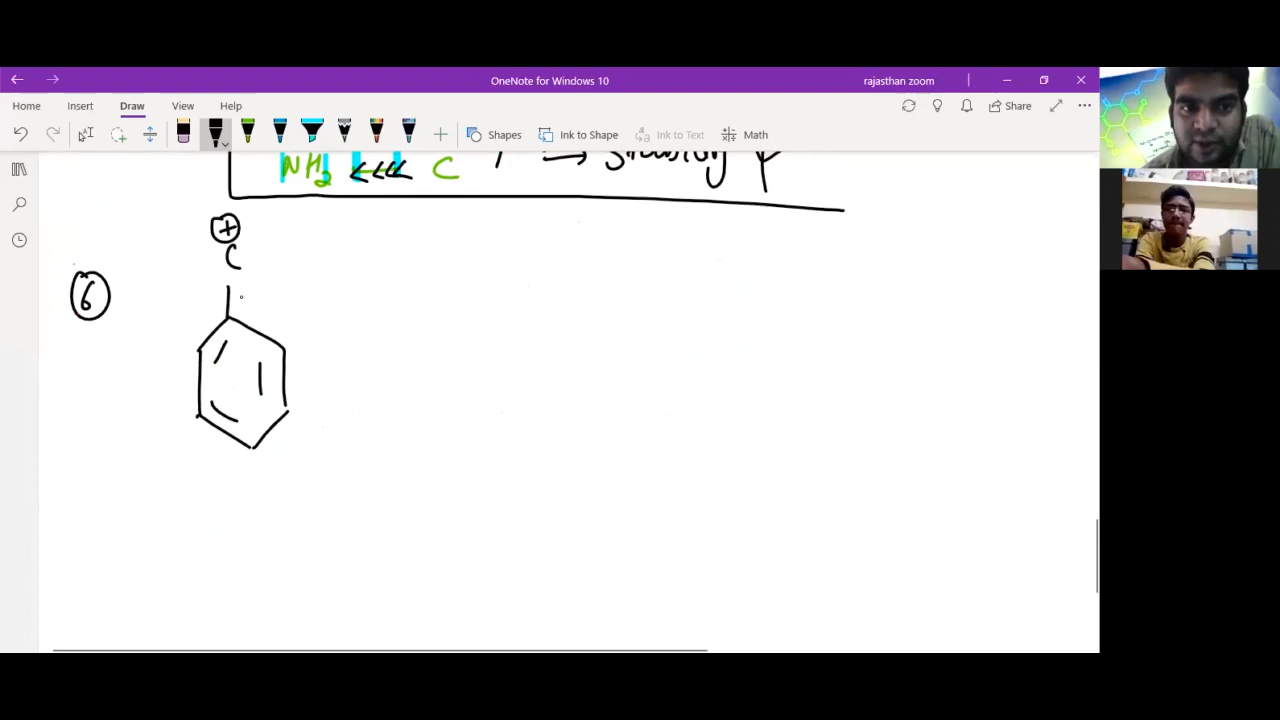 OneNote for Windows 10
rajasthan zoom
Home Insert Draw View Help
Share
Shapes
Ink to Shape
Ink to Text
Math
NH2 <<< C
+
C
6